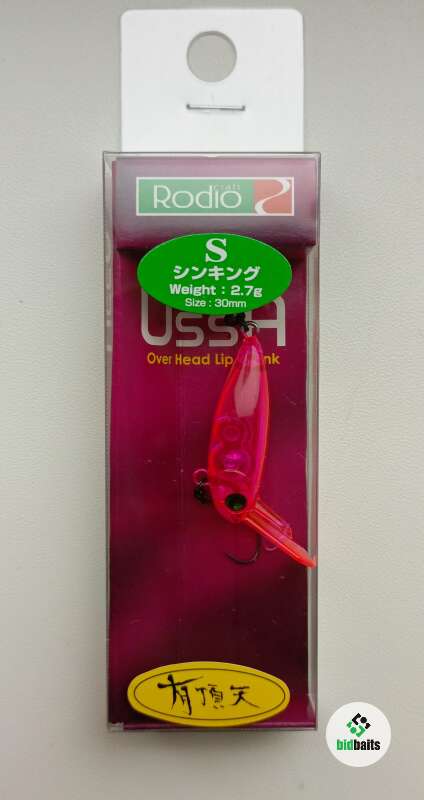 craft
Rodio
S
シンキング
Weight : 2.7g
Size : 30mm
Over Head Lip
有頂天
bidbaits